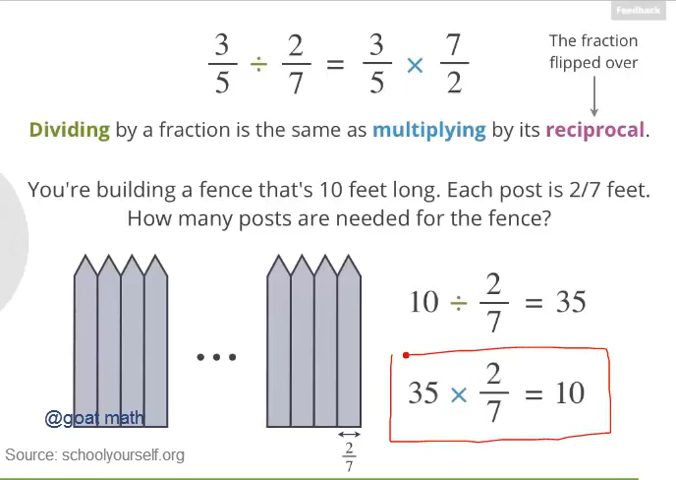 Feedback
3/5 ÷ 2/7 = 3/5 × 7/2
The fraction
flipped over
Dividing by a fraction is the same as multiplying by its reciprocal.
You're building a fence that's 10 feet long. Each post is 2/7 feet.
How many posts are needed for the fence?
10 ÷ 2/7 = 35
35 × 2/7 = 10
@goat math
2/7
Source: schoolyourself.org